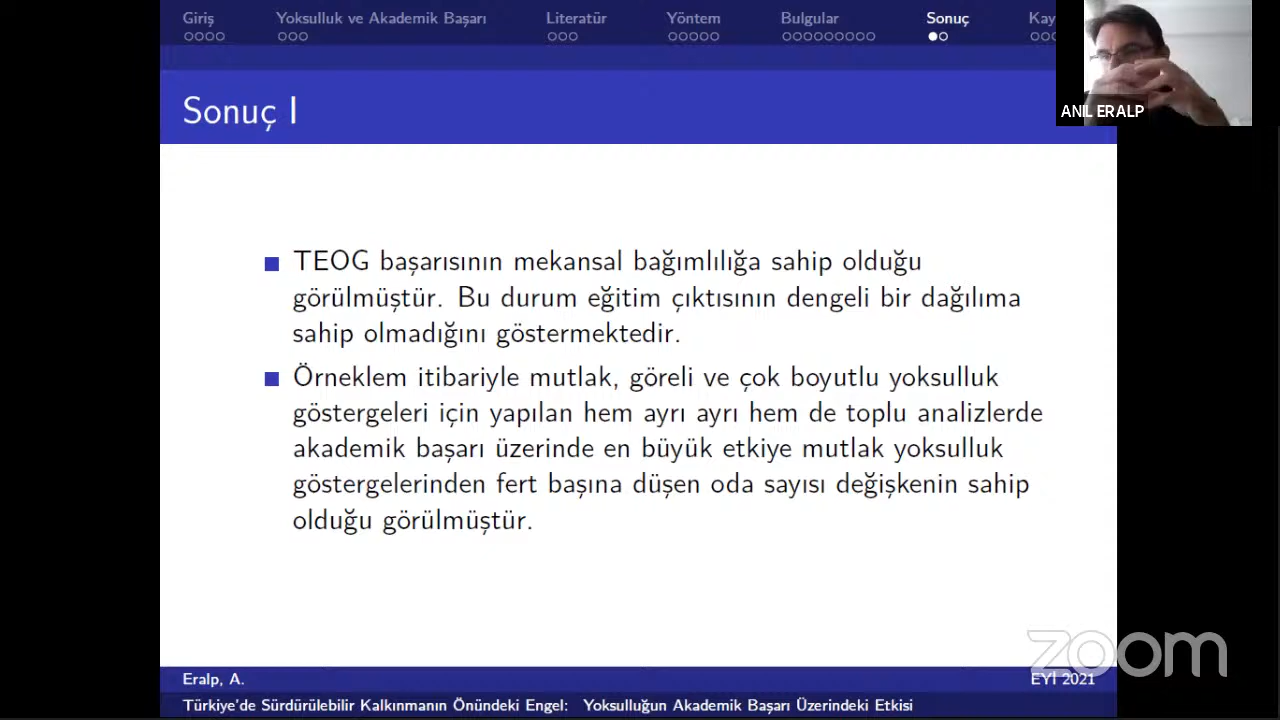 Giriş Yoksulluk ve Akademik Başarı Literatür Yöntem Bulgular Sonuç Kay
ANIL ERALP
Sonuç I
TEOG başarısının mekansal bağımlılığa sahip olduğu
görülmüştür. Bu durum eğitim çıktısının dengeli bir dağılıma
sahip olmadığını göstermektedir.
Örneklem itibariyle mutlak, göreli ve çok boyutlu yoksulluk
göstergeleri için yapılan hem ayrı ayrı hem de toplu analizlerde
akademik başarı üzerinde en büyük etkiye mutlak yoksulluk
göstergelerinden fert başına düşen oda sayısı değişkenin sahip
olduğu görülmüştür.
zoom
Eralp, A. EYİ 2021
Türkiye'de Sürdürülebilir Kalkınmanın Önündeki Engel: Yoksulluğun Akademik Başarı Üzerindeki Etkisi